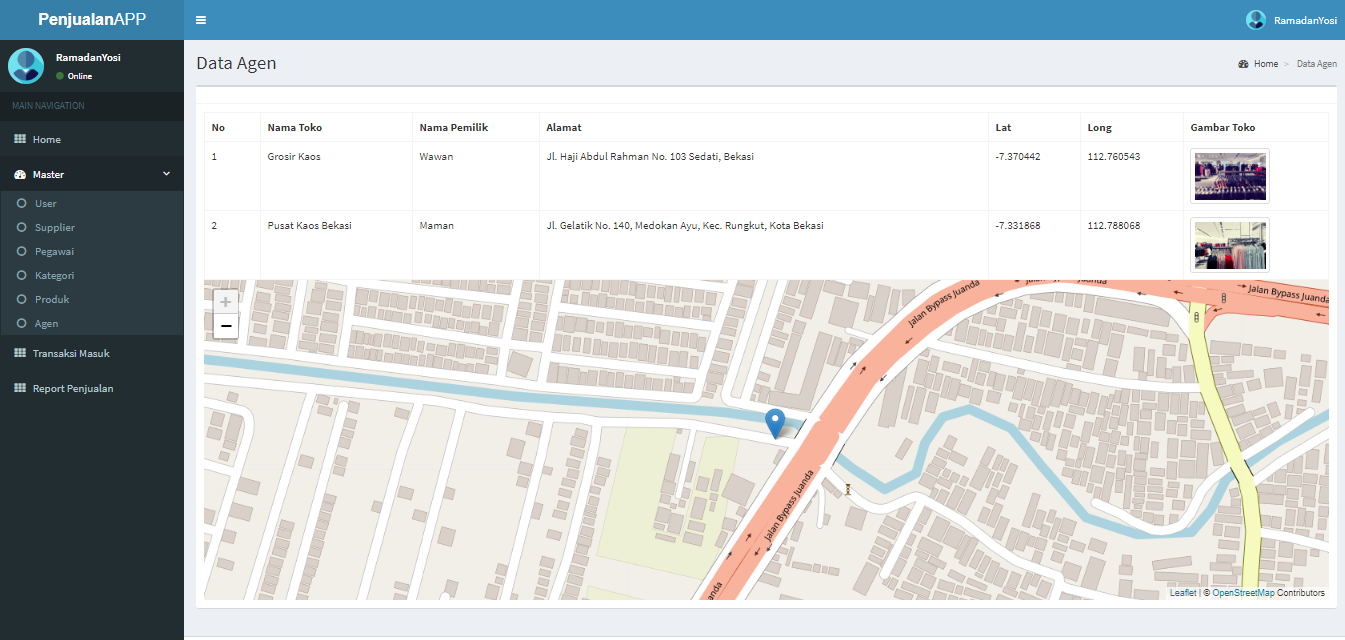 PenjualanAPP
RamadanYosi
RamadanYosi
Online
MAIN NAVIGATION
Home
Master
User
Supplier
Pegawai
Kategori
Produk
Agen
Transaksi Masuk
Report Penjualan
Data Agen
Home > Data Agen
No Nama Toko Nama Pemilik Alamat Lat Long Gambar Toko
1 Grosir Kaos Wawan Jl. Haji Abdul Rahman No. 103 Sedati, Bekasi -7.370442 112.760543
2 Pusat Kaos Bekasi Maman Jl. Gelatik No. 140, Medokan Ayu, Kec. Rungkut, Kota Bekasi -7.331868 112.788068
+
−
Jalan Bypass Juanda
Jalan Bypass Juanda
Jalan Bypass Juanda
Leaflet | © OpenStreetMap Contributors